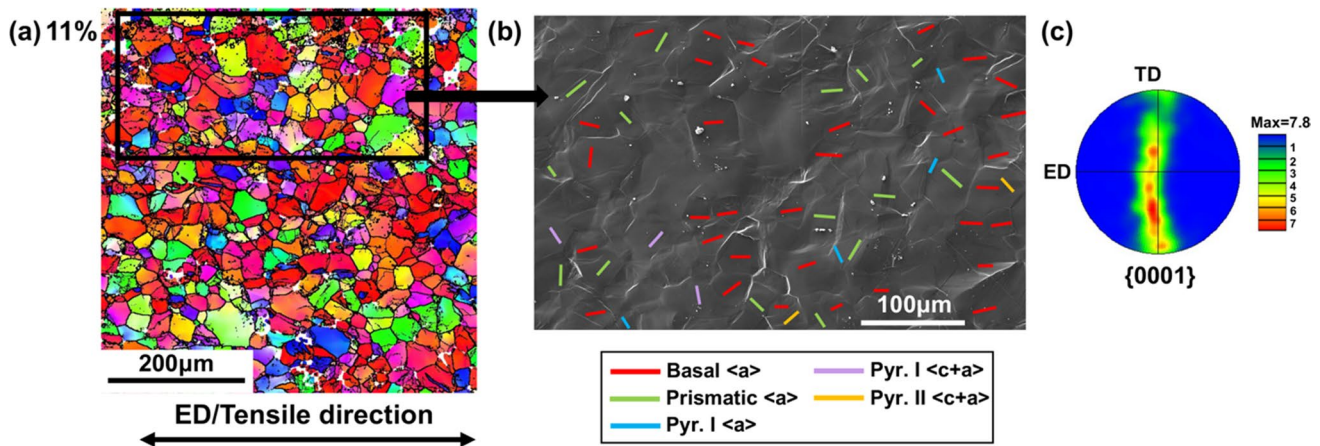 (a) 11%
200μm
ED/Tensile direction
(b)
100μm
Basal <a>
Prismatic <a>
Pyr. I <a>
Pyr. I <c+a>
Pyr. II <c+a>
(c)
TD
ED
{0001}
Max=7.8
1
2
3
4
5
6
7